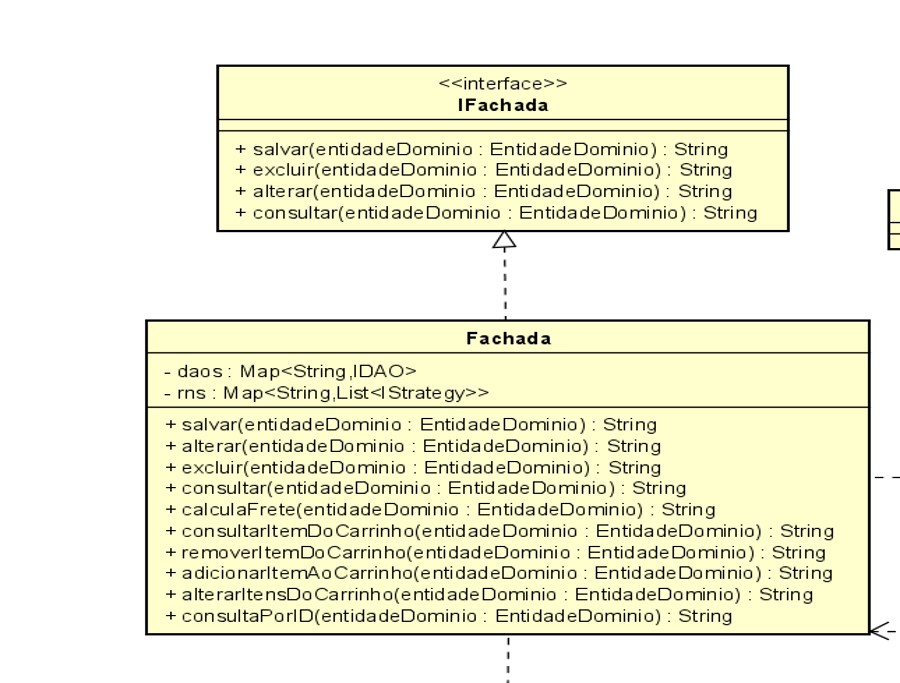 <<interface>>
IFachada
+ salvar(entidadeDominio : EntidadeDominio) : String
+ excluir(entidadeDominio : EntidadeDominio) : String
+ alterar(entidadeDominio : EntidadeDominio) : String
+ consultar(entidadeDominio : EntidadeDominio) : String
Fachada
- daos : Map<String,IDAO>
- rns : Map<String,List<IStrategy>>
+ salvar(entidadeDominio : EntidadeDominio) : String
+ alterar(entidadeDominio : EntidadeDominio) : String
+ excluir(entidadeDominio : EntidadeDominio) : String
+ consultar(entidadeDominio : EntidadeDominio) : String
+ calculaFrete(entidadeDominio : EntidadeDominio) : String
+ consultarItemDoCarrinho(entidadeDominio : EntidadeDominio) : String
+ removerItemDoCarrinho(entidadeDominio : EntidadeDominio) : String
+ adicionarItemAoCarrinho(entidadeDominio : EntidadeDominio) : String
+ alterarItensDoCarrinho(entidadeDominio : EntidadeDominio) : String
+ consultaPorID(entidadeDominio : EntidadeDominio) : String